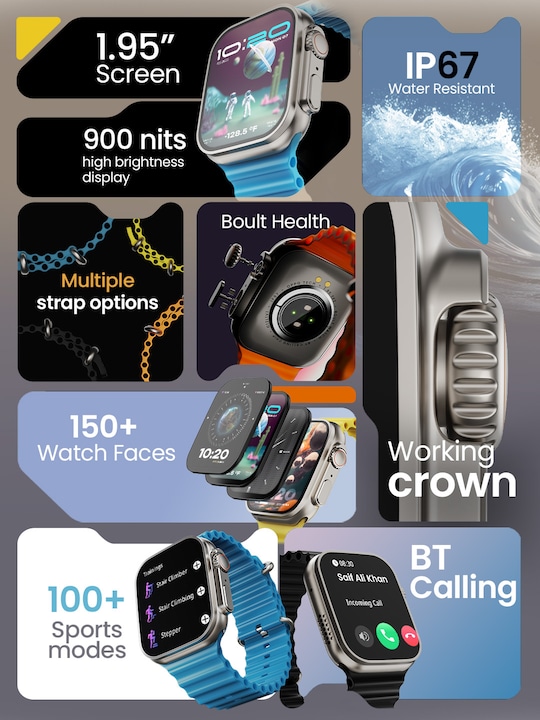 1.95”
Screen
10:20
-128.5 °F
IP67
Water Resistant
900 nits
high brightness
display
Multiple
strap options
Boult Health
150+
Watch Faces
10:20
Working
crown
100+
Sports
modes
Trainings
Stair Climber
Stair Climbing
Stepper
08:30
Saif Ali Khan
Incoming Call
BT
Calling